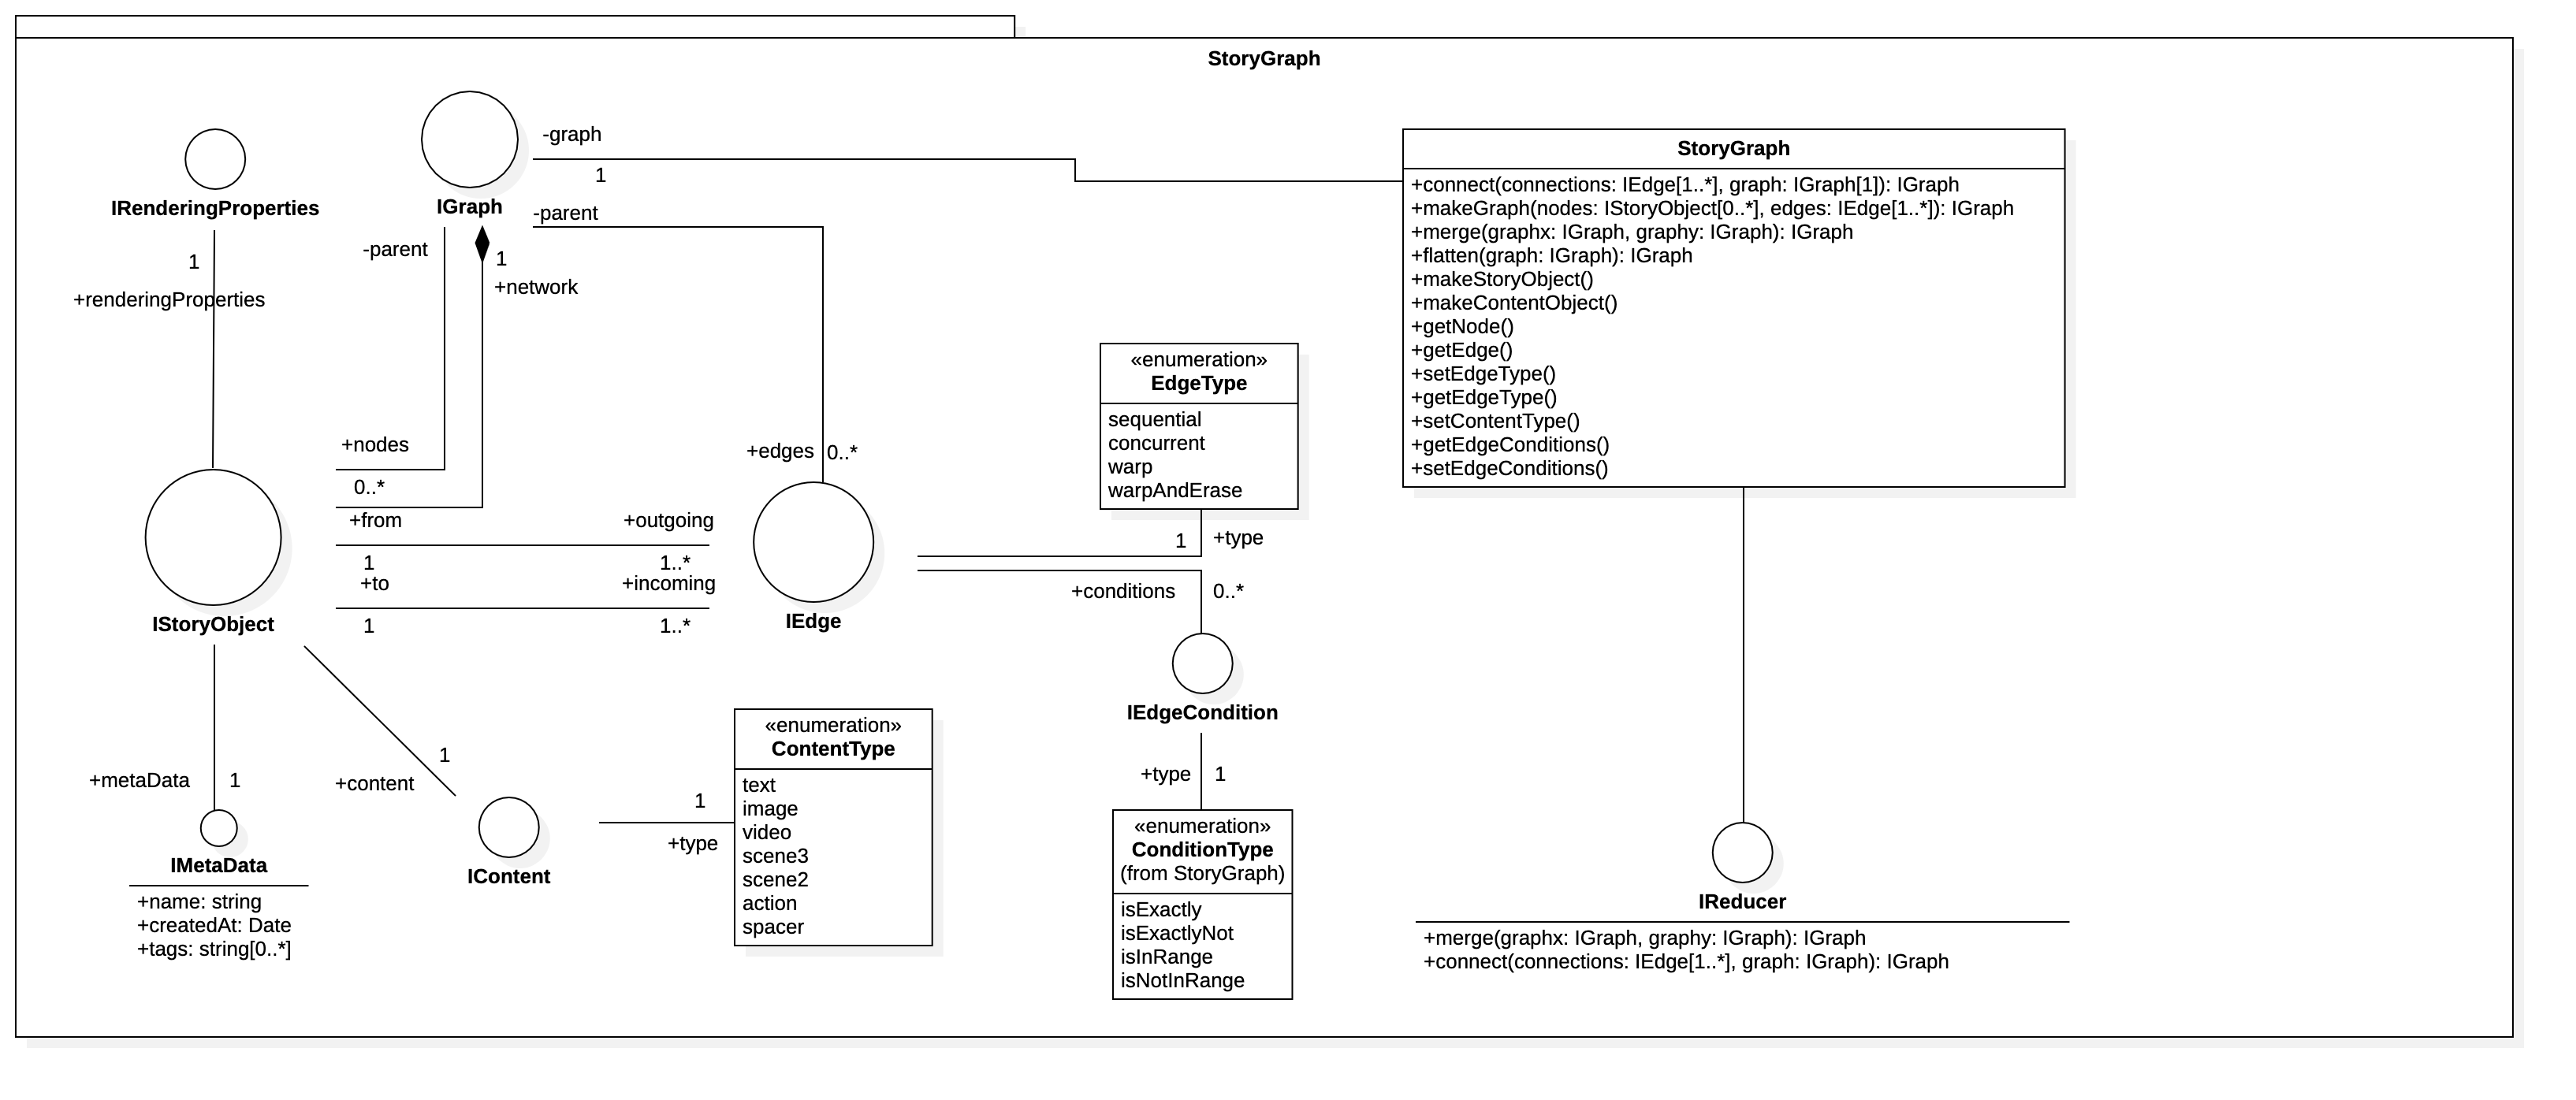 StoryGraph
IRenderingProperties
1
+renderingProperties
IGraph
-graph
1
-parent
-parent
1
+network
StoryGraph
+connect(connections: IEdge[1..*], graph: IGraph[1]): IGraph
+makeGraph(nodes: IStoryObject[0..*], edges: IEdge[1..*]): IGraph
+merge(graphx: IGraph, graphy: IGraph): IGraph
+flatten(graph: IGraph): IGraph
+makeStoryObject()
+makeContentObject()
+getNode()
+getEdge()
+setEdgeType()
+getEdgeType()
+setContentType()
+getEdgeConditions()
+setEdgeConditions()
«enumeration»
EdgeType
sequential
concurrent
warp
warpAndErase
+nodes
0..*
+edges
0..*
+from
+outgoing
1
1..*
+to
+incoming
1
1..*
IStoryObject
IEdge
1
+type
+conditions
0..*
IEdgeCondition
+type
1
«enumeration»
ConditionType
(from StoryGraph)
isExactly
isExactlyNot
isInRange
isNotInRange
+metaData
1
+content
1
IMetaData
+name: string
+createdAt: Date
+tags: string[0..*]
IContent
1
+type
«enumeration»
ContentType
text
image
video
scene3
scene2
action
spacer
IReducer
+merge(graphx: IGraph, graphy: IGraph): IGraph
+connect(connections: IEdge[1..*], graph: IGraph): IGraph